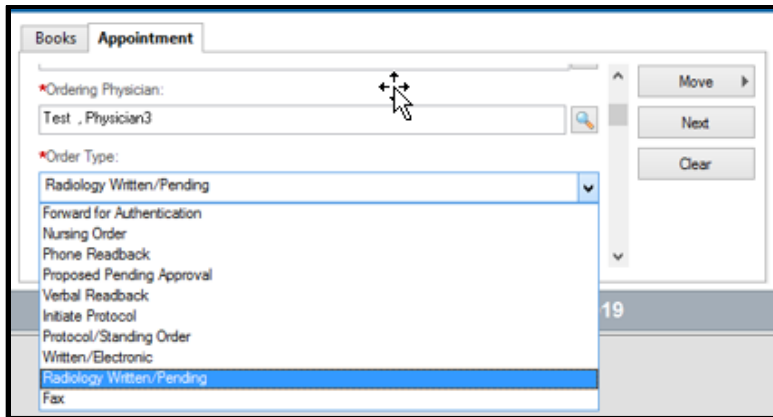 Books Appointment
*Ordering Physician:
Move
Test , Physician3
Next
*Order Type:
Clear
Radiology Written/Pending
Forward for Authentication
Nursing Order
Phone Readback
Proposed Pending Approval
Verbal Readback
Initiate Protocol
19
Protocol/Standing Order
Written/Electronic
Radiology Written/Pending
Fax